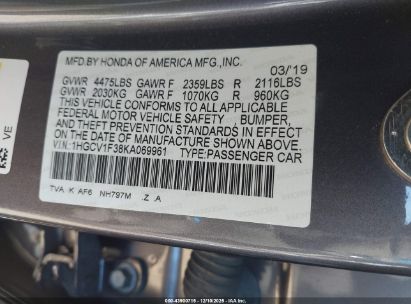 MFD.BY HONDA OF AMERICA MFG.,INC. 03/'19
GVWR 4475LBS GAWR F 2359LBS R 2116LBS
GVWR 2030KG GAWR F 1070KG R 960KG
THIS VEHICLE CONFORMS TO ALL APPLICABLE
FEDERAL MOTOR VEHICLE SAFETY , BUMPER,
AND THEFT PREVENTION STANDARDS IN EFFECT
ON THE DATE OF MANUFACTURE SHOWN ABOVE.
V.I.N.:1HGCV1F38KA069961 TYPE:PASSENGER CAR
TVA K AF6 NH797M Z A
VE